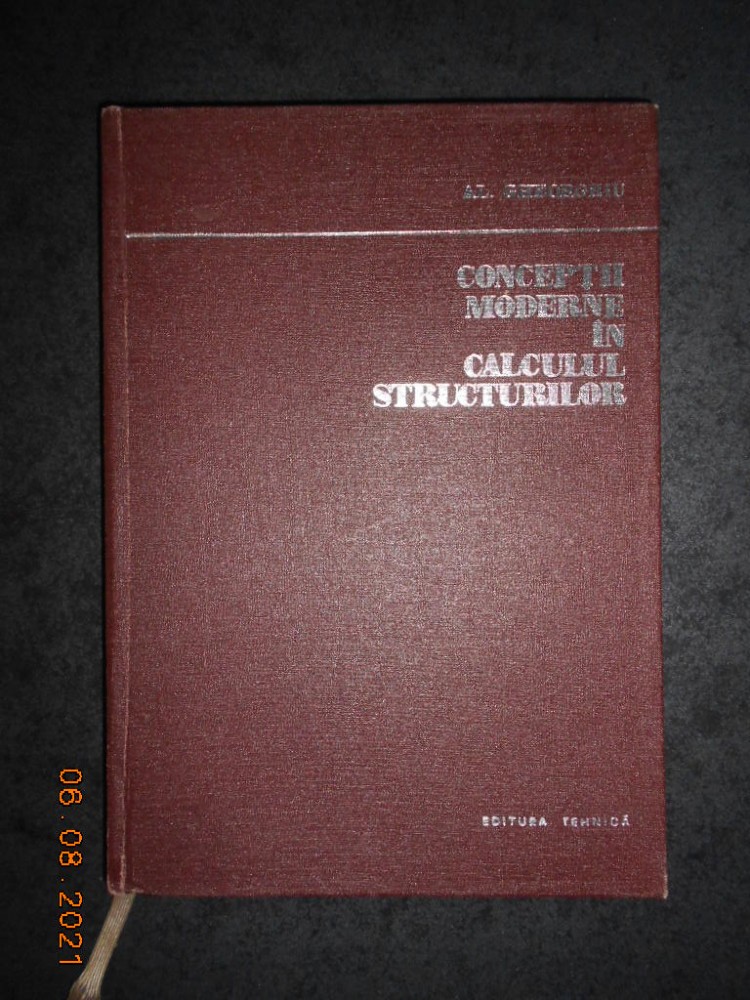 AL. GHEORGHIU
CONCEPȚII
MODERNE
ÎN
CALCULUL
STRUCTURILOR
EDITURA TEHNICĂ
06.08.2021